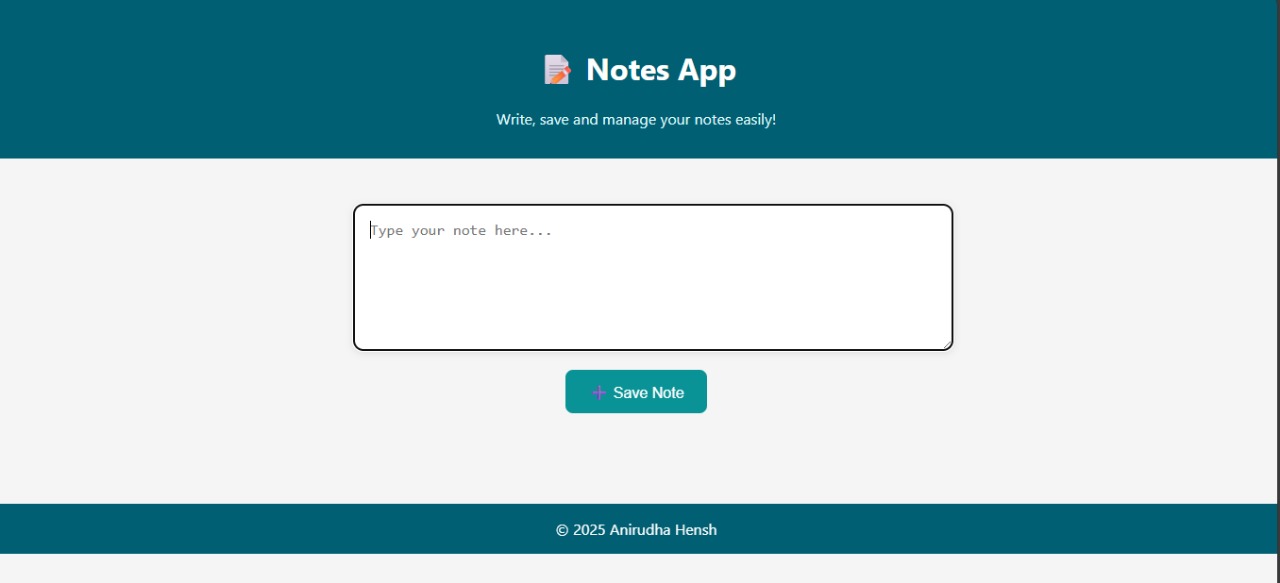 📝 Notes App
Write, save and manage your notes easily!
Type your note here...
➕ Save Note
© 2025 Anirudha Hensh